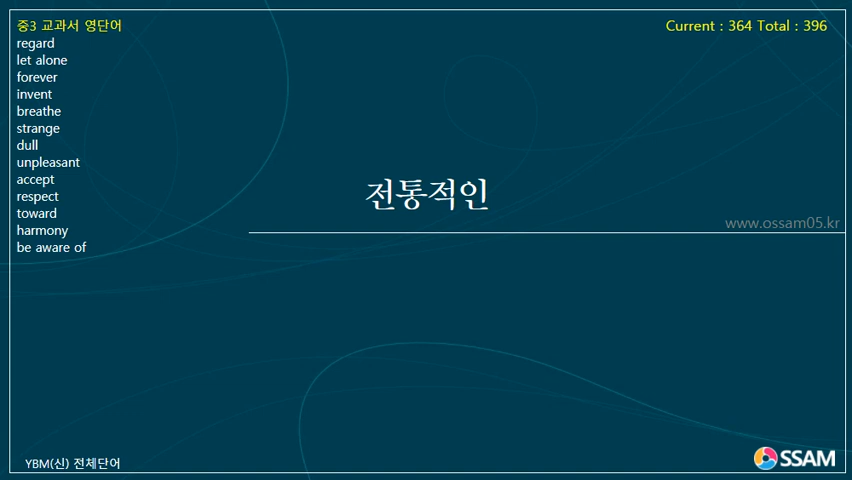 중3 교과서 영단어
Current : 364 Total : 396
regard
let alone
forever
invent
breathe
strange
dull
unpleasant
accept
respect
toward
harmony
be aware of
전통적인
www.ossam05.kr
YBM(신) 전체단어
OSSAM